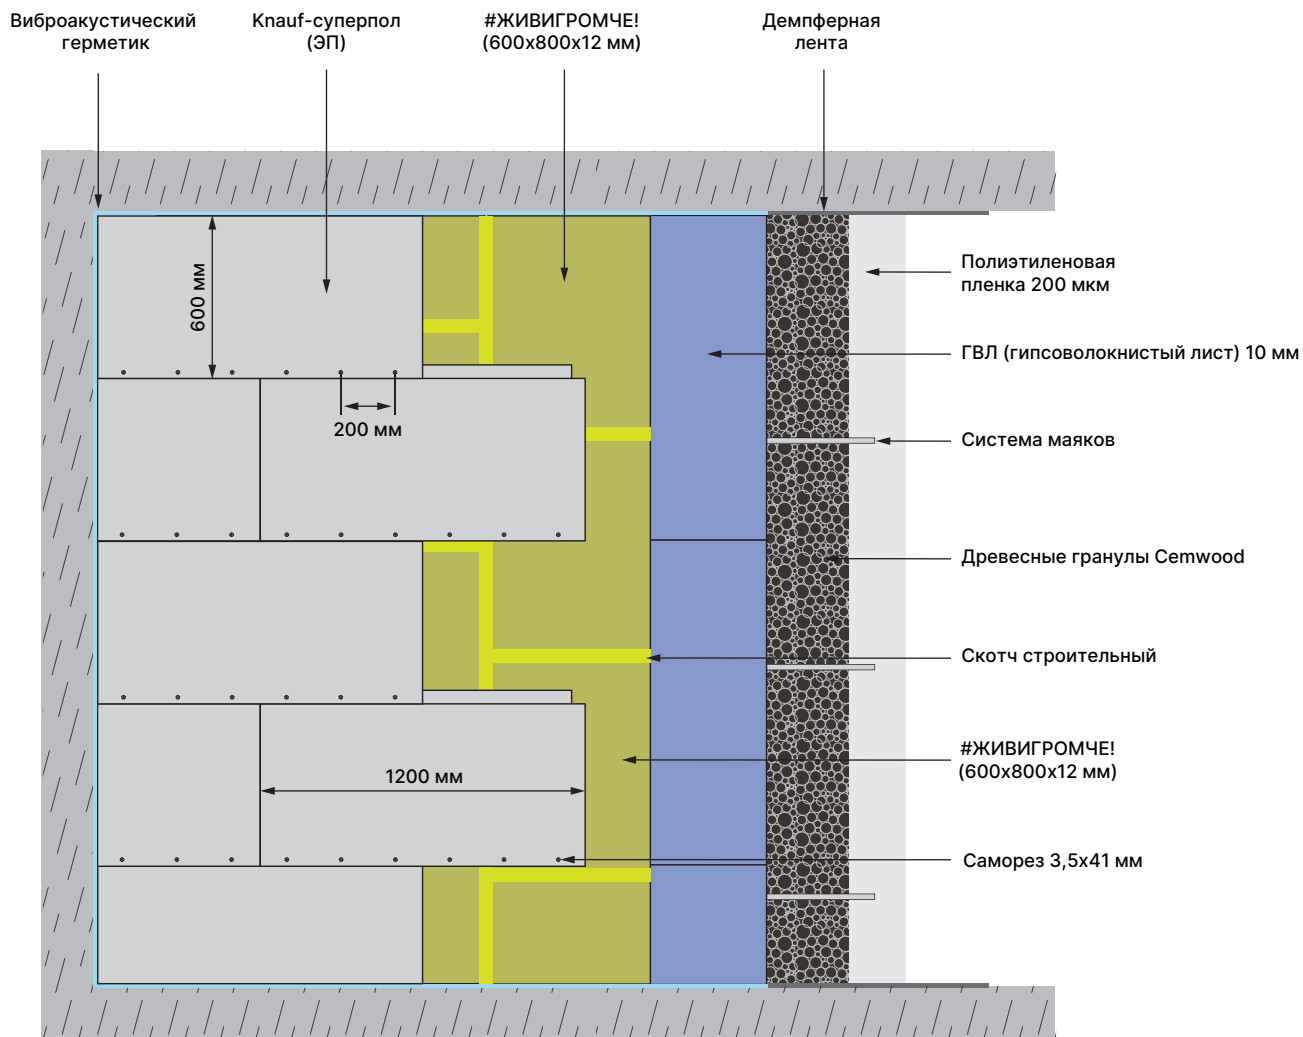 Виброакустический
герметик
Knauf-суперпол
(ЭП)
#ЖИВИГРОМЧЕ!
(600х800х12 мм)
Демпферная
лента
600 мм
200 мм
1200 мм
Полиэтиленовая
пленка 200 мкм
ГВЛ (гипсоволокнистый лист) 10 мм
Система маяков
Древесные гранулы Cemwood
Скотч строительный
#ЖИВИГРОМЧЕ!
(600х800х12 мм)
Саморез 3,5х41 мм